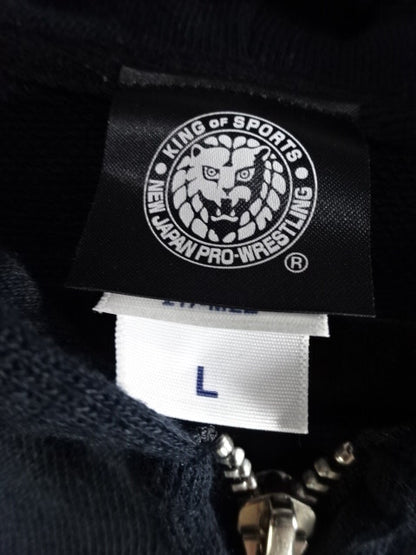 KING OF SPORTS
NEW JAPAN PRO-WRESTLING
®
L